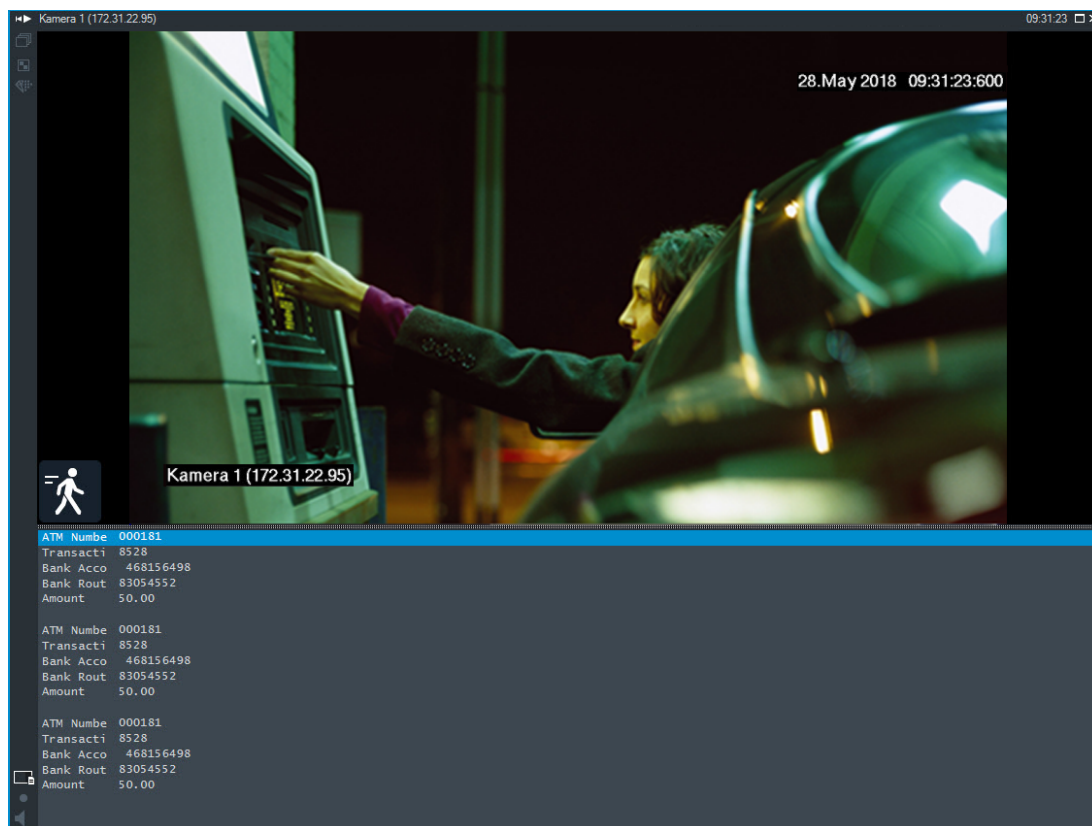 Kamera 1 (172.31.22.95) 09:31:23
28.May 2018 09:31:23:600
Kamera 1 (172.31.22.95)
ATM Numbe 000181
Transacti 8528
Bank Acco 468156498
Bank Rout 83054552
Amount 50.00
ATM Numbe 000181
Transacti 8528
Bank Acco 468156498
Bank Rout 83054552
Amount 50.00
ATM Numbe 000181
Transacti 8528
Bank Acco 468156498
Bank Rout 83054552
Amount 50.00